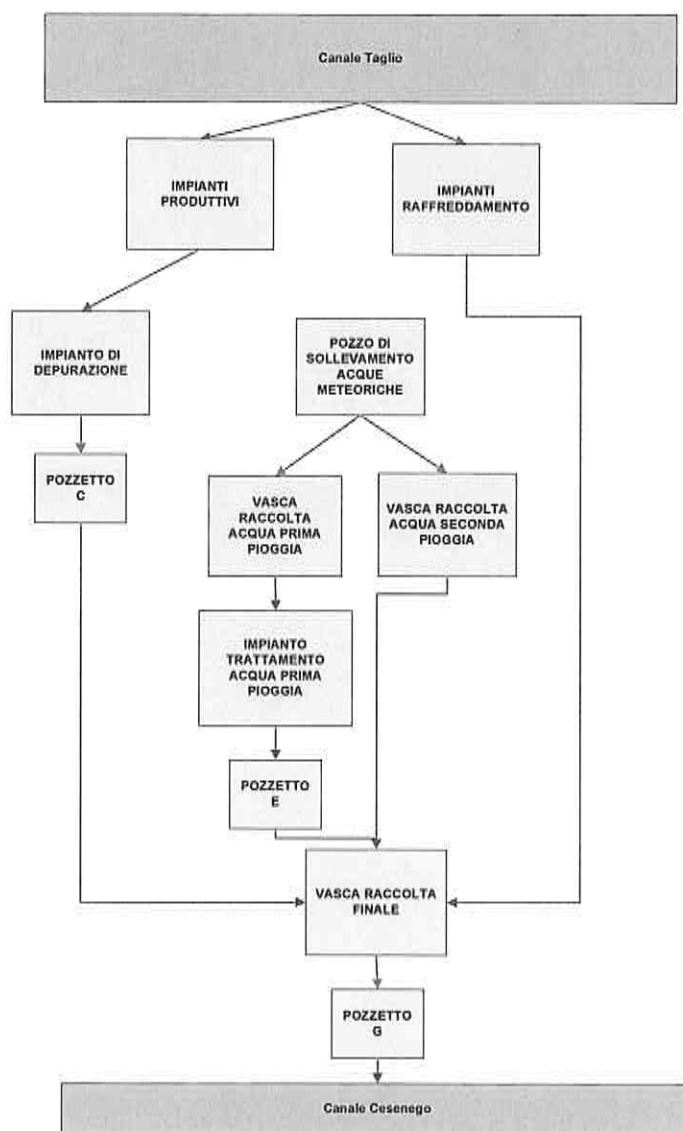 Canale Taglio
IMPIANTI
PRODUTTIVI
IMPIANTI
RAFFREDDAMENTO
IMPIANTO DI
DEPURAZIONE
POZZO DI
SOLLEVAMENTO
ACQUE
METEORICHE
POZZETTO
C
VASCA
RACCOLTA
ACQUA PRIMA
PIOGGIA
VASCA RACCOLTA
ACQUA SECONDA
PIOGGIA
IMPIANTO
TRATTAMENTO
ACQUA PRIMA
PIOGGIA
POZZETTO
E
VASCA RACCOLTA
FINALE
POZZETTO
G
Canale Cesenego